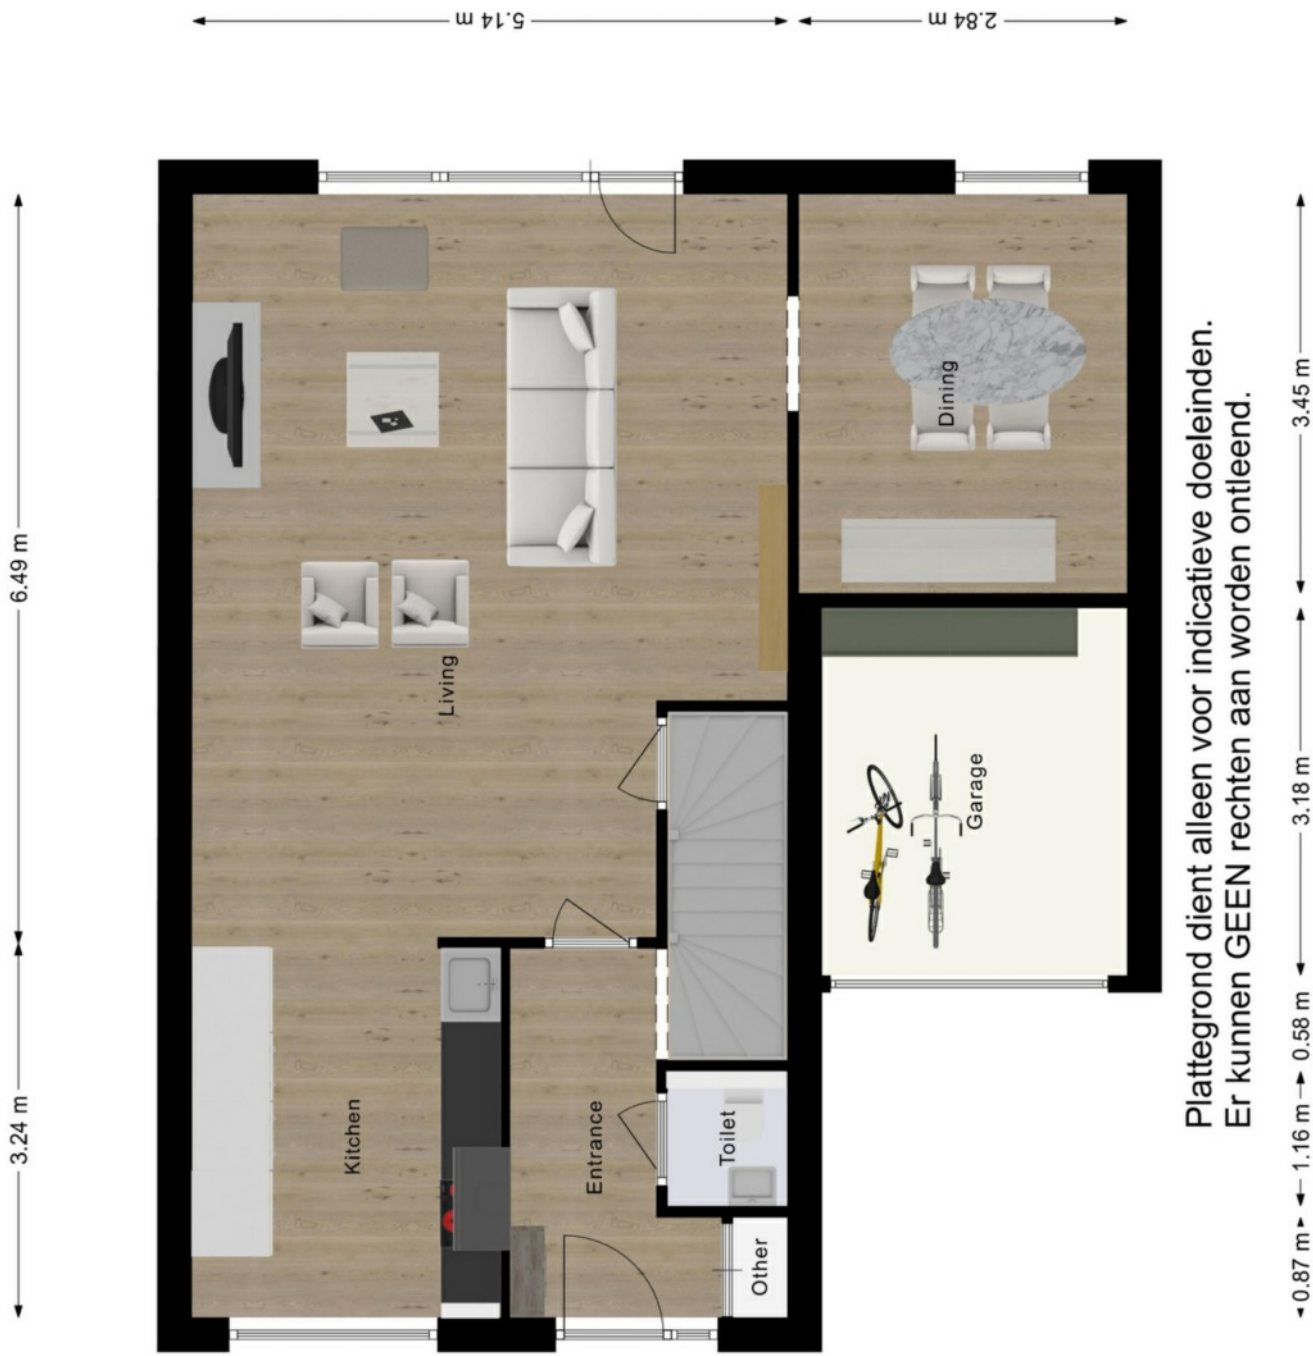 5.14 m
2.84 m
6.49 m
3.24 m
3.45 m
3.18 m
0.58 m
1.16 m
0.87 m
Living
Dining
Kitchen
Entrance
Toilet
Other
Garage
Plattegrond dient alleen voor indicatieve doeleinden.
Er kunnen GEEN rechten aan worden ontleend.